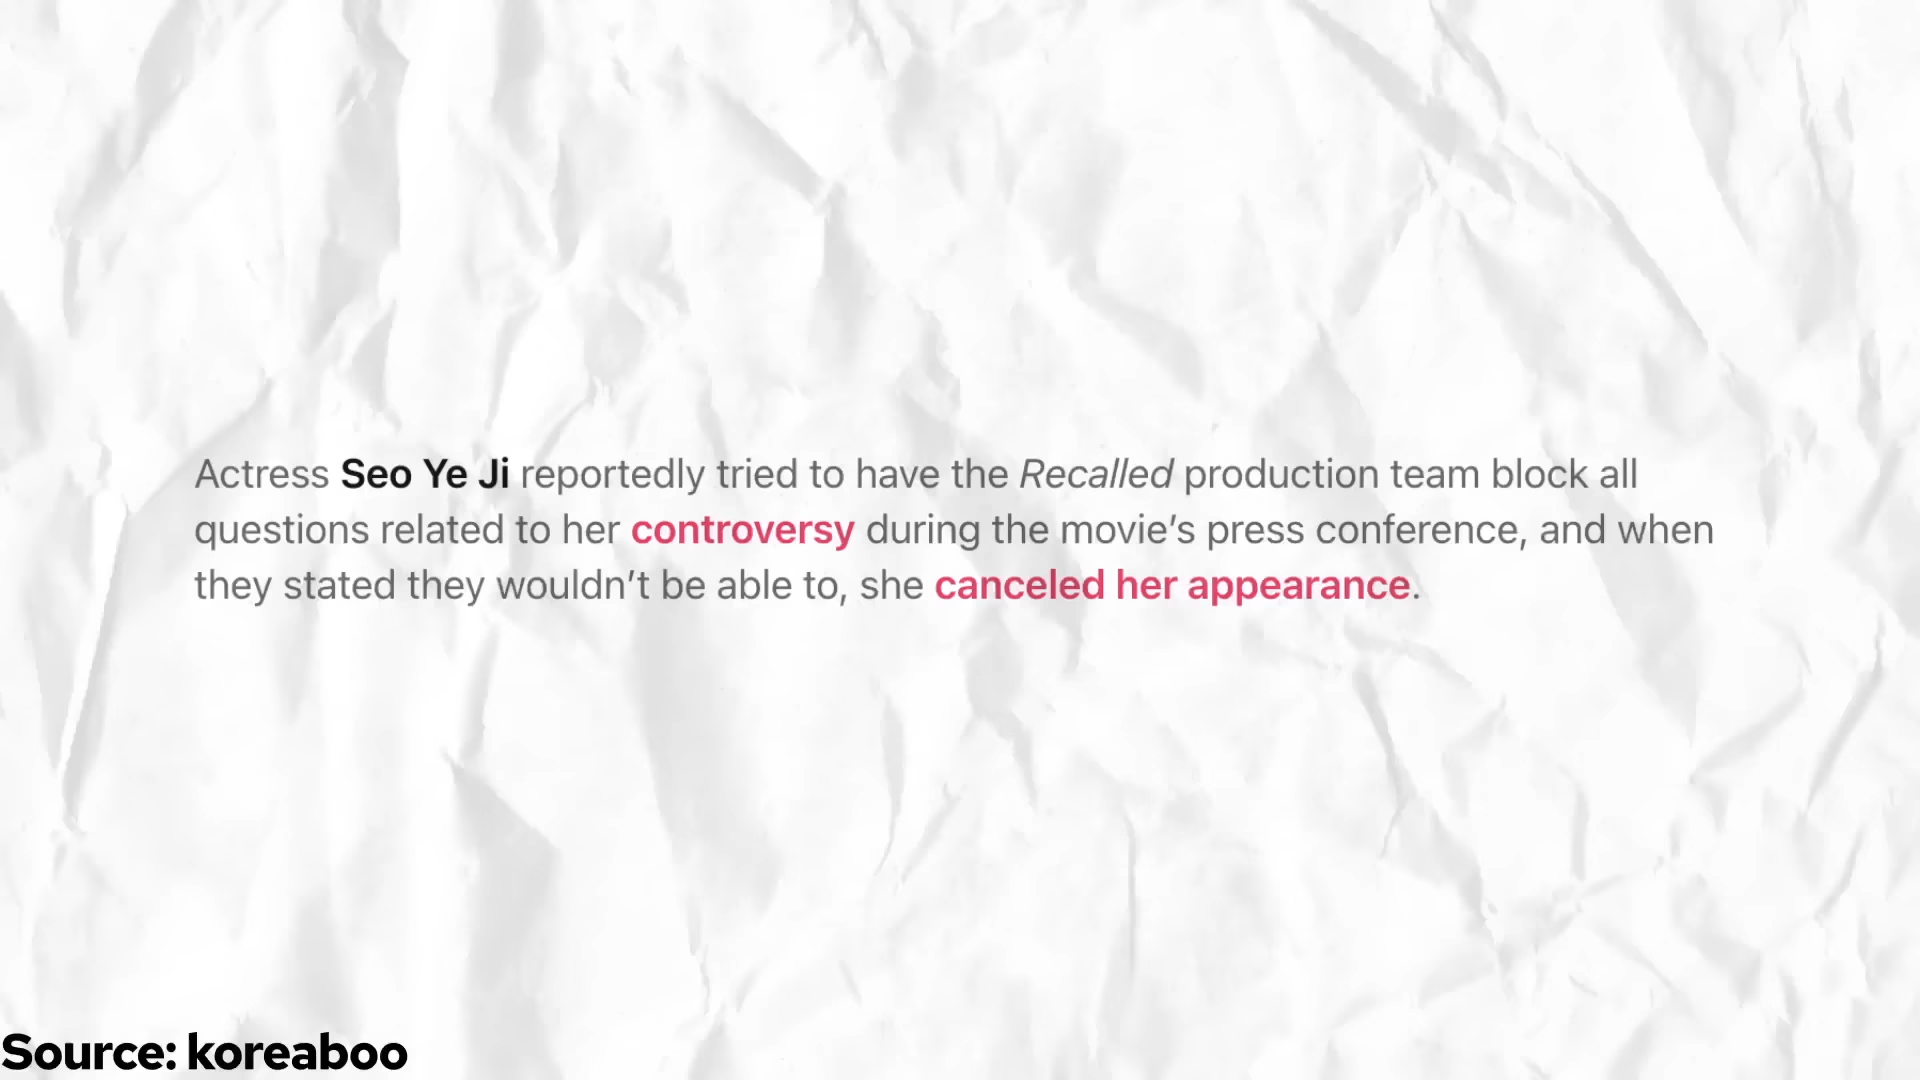 Actress Seo Ye Ji reportedly tried to have the Recalled production team block all
questions related to her controversy during the movie’s press conference, and when
they stated they wouldn’t be able to, she canceled her appearance.
Source: koreaboo